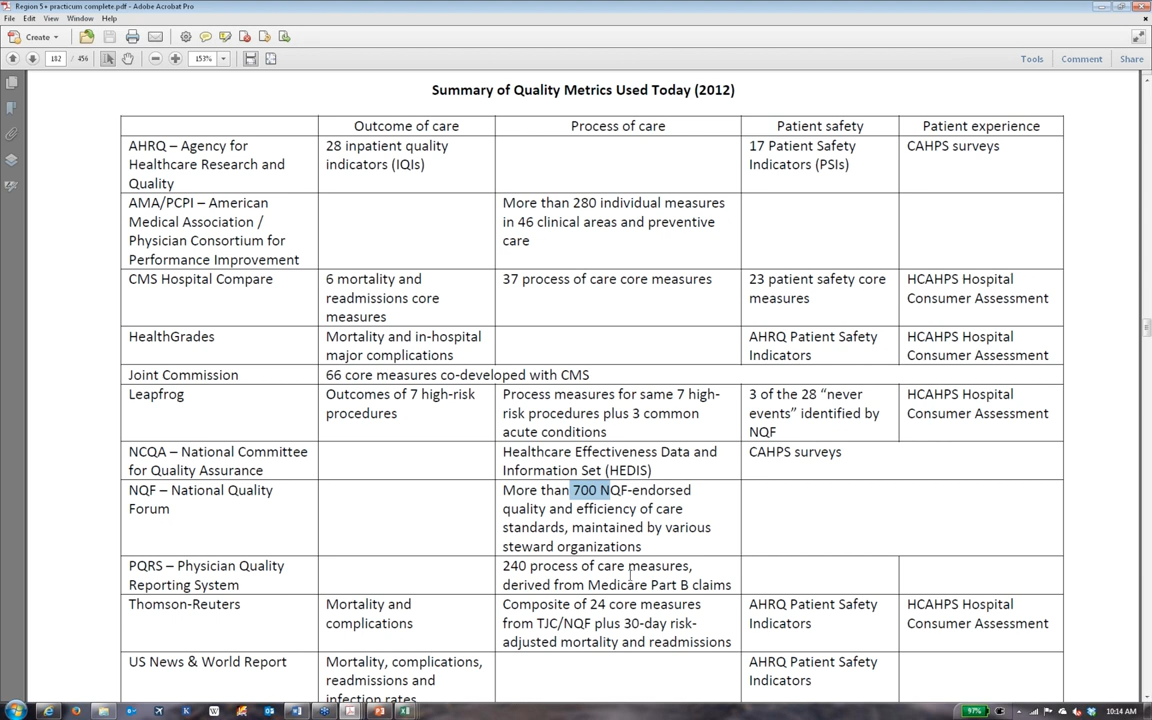 Region 5+ practicum complete.pdf - Adobe Acrobat Pro
File Edit View Window Help
Create
182 / 456 153% Tools Comment Share
Summary of Quality Metrics Used Today (2012)
Outcome of care Process of care Patient safety Patient experience
AHRQ – Agency for 28 inpatient quality 17 Patient Safety CAHPS surveys
Healthcare Research and indicators (IQIs) Indicators (PSIs)
Quality
AMA/PCPI – American More than 280 individual measures
Medical Association / in 46 clinical areas and preventive
Physician Consortium for care
Performance Improvement
CMS Hospital Compare 6 mortality and 37 process of care core measures 23 patient safety core HCAHPS Hospital
readmissions core measures Consumer Assessment
measures
HealthGrades Mortality and in-hospital AHRQ Patient Safety HCAHPS Hospital
major complications Indicators Consumer Assessment
Joint Commission 66 core measures co-developed with CMS
Leapfrog Outcomes of 7 high-risk Process measures for same 7 high- 3 of the 28 “never HCAHPS Hospital
procedures risk procedures plus 3 common events” identified by Consumer Assessment
acute conditions NQF
NCQA – National Committee Healthcare Effectiveness Data and CAHPS surveys
for Quality Assurance Information Set (HEDIS)
NQF – National Quality More than 700 NQF-endorsed
Forum quality and efficiency of care
standards, maintained by various
steward organizations
PQRS – Physician Quality 240 process of care measures,
Reporting System derived from Medicare Part B claims
Thomson-Reuters Mortality and Composite of 24 core measures AHRQ Patient Safety HCAHPS Hospital
complications from TJC/NQF plus 30-day risk- Indicators Consumer Assessment
adjusted mortality and readmissions
US News & World Report Mortality, complications, AHRQ Patient Safety
readmissions and Indicators
infection rates
97% 10:14 AM